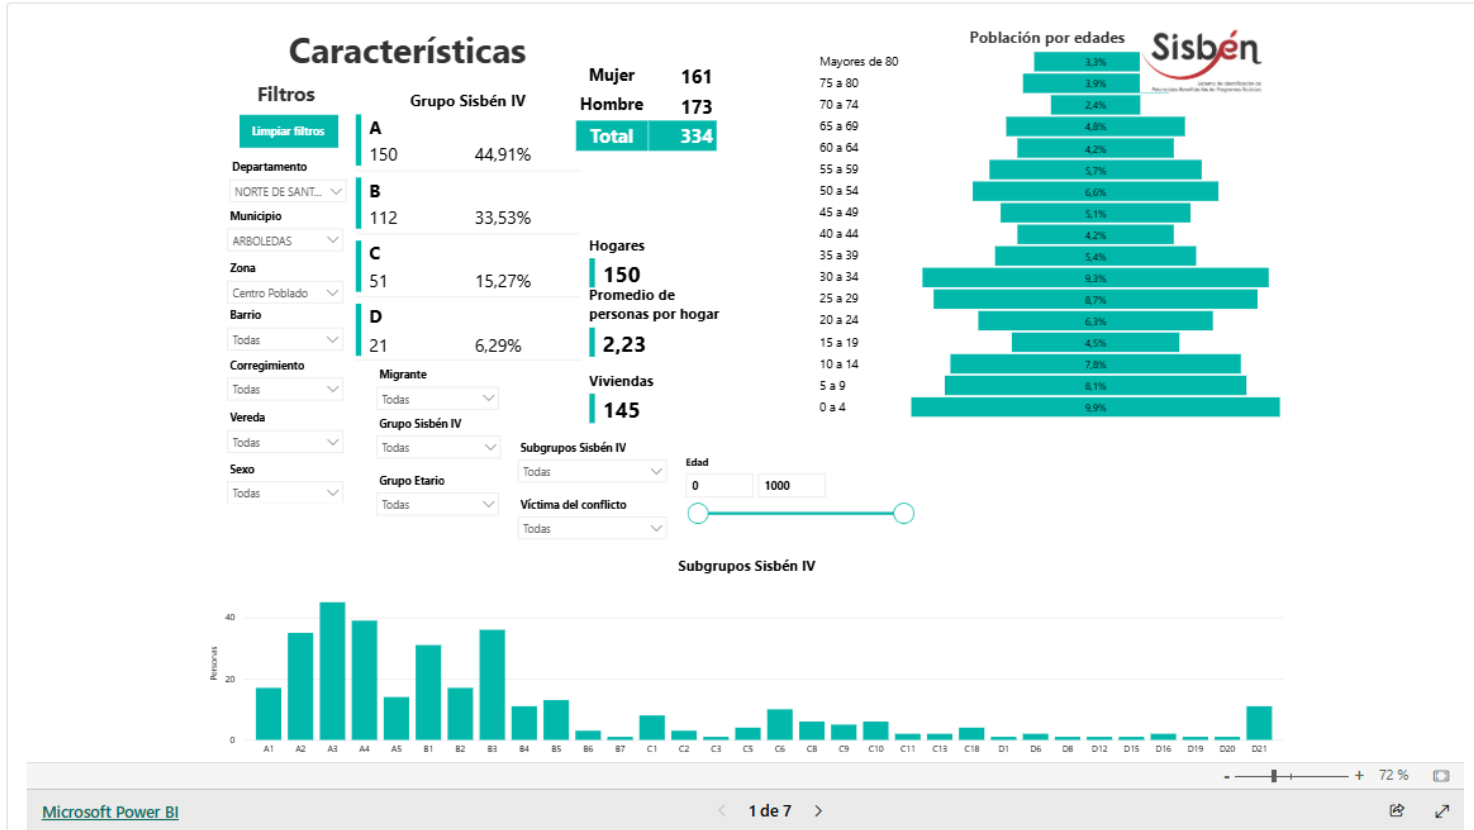 Características
Filtros
Limpiar filtros
Departamento
NORTE DE SANT...
Municipio
ARBOLEDAS
Zona
Centro Poblado
Barrio
Todas
Corregimiento
Todas
Vereda
Todas
Sexo
Todas
Grupo Sisbén IV
A
150 44,91%
B
112 33,53%
C
51 15,27%
D
21 6,29%
Migrante
Todas
Grupo Sisbén IV
Todas
Grupo Etario
Todas
Mujer 161
Hombre 173
Total 334
Hogares
150
Promedio de
personas por hogar
2,23
Viviendas
145
Subgrupos Sisbén IV
Todas
Víctima del conflicto
Todas
Edad
0 1000
Población por edades
Sisbén
Sistema de Identificación de
Potenciales Beneficiarios de Programas Sociales
Mayores de 80 3,3%
75 a 80 3,9%
70 a 74 2,4%
65 a 69 4,8%
60 a 64 4,2%
55 a 59 5,7%
50 a 54 6,6%
45 a 49 5,1%
40 a 44 4,2%
35 a 39 5,4%
30 a 34 9,3%
25 a 29 8,7%
20 a 24 6,3%
15 a 19 4,5%
10 a 14 7,8%
5 a 9 8,1%
0 a 4 9,9%
Subgrupos Sisbén IV
Personas
40
20
0
A1 A2 A3 A4 A5 B1 B2 B3 B4 B5 B6 B7 C1 C2 C3 C5 C6 C8 C9 C10 C11 C13 C18 D1 D6 D8 D12 D15 D16 D19 D20 D21
- + 72 %
Microsoft Power BI
1 de 7